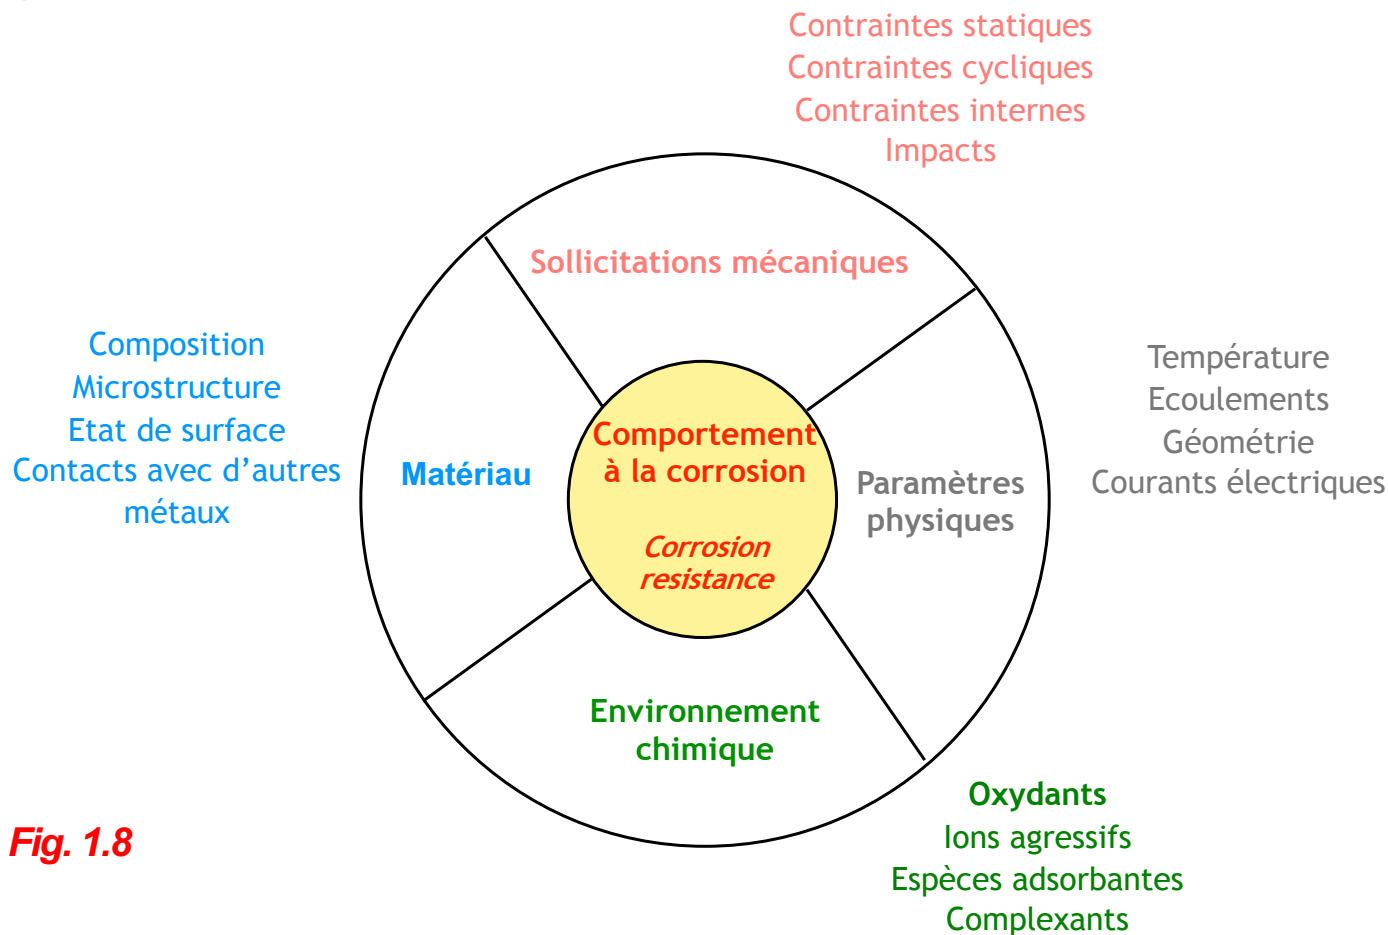 Contraintes statiques
Contraintes cycliques
Contraintes internes
Impacts
Sollicitations mécaniques
Composition
Microstructure
Etat de surface
Contacts avec d’autres
métaux
Matériau
Comportement
à la corrosion
Corrosion
resistance
Paramètres
physiques
Température
Ecoulements
Géométrie
Courants électriques
Environnement
chimique
Oxydants
Ions agressifs
Espèces adsorbantes
Complexants
Fig. 1.8